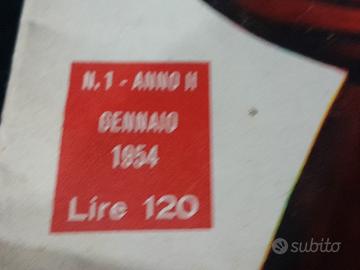 N. 1 - ANNO II
GENNAIO
1954
Lire 120
subito